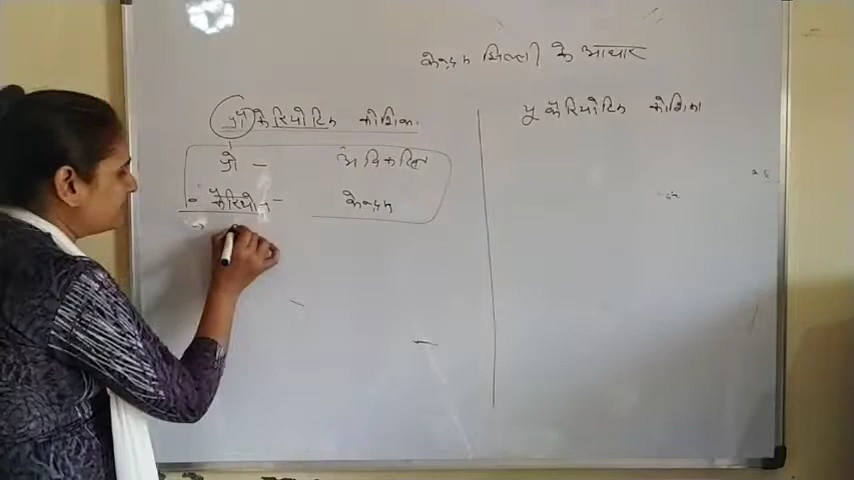 केन्द्रक झिल्ली के आधार
प्रोकैरियोटिक कोशिका
यूकैरियोटिक कोशिका
प्रो - अविकसित
कैरियोन - केन्द्रक